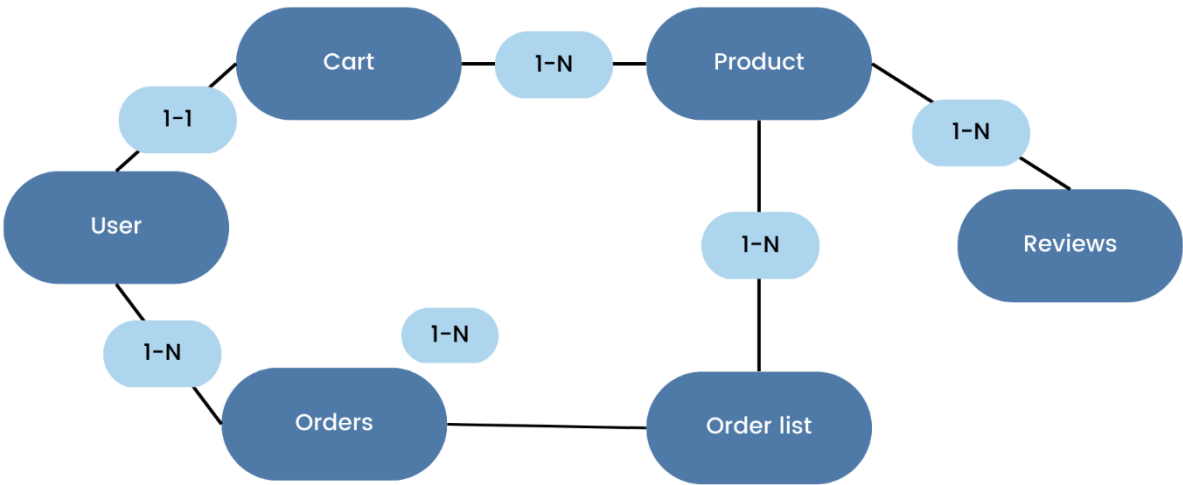 Cart
1-N
Product
1-1
1-N
User
1-N
Reviews
1-N
1-N
Orders
Order list